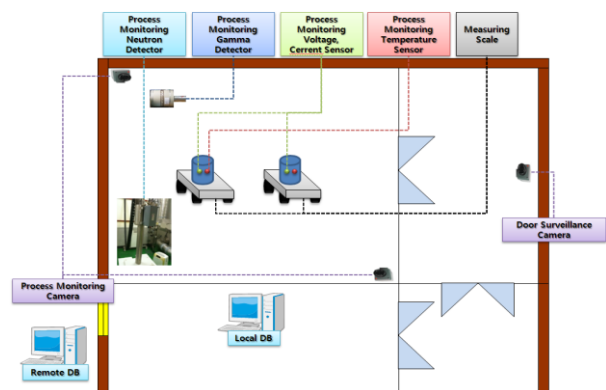 Process
Monitoring
Neutron
Detector
Process
Monitoring
Gamma
Detector
Process
Monitoring
Voltage,
Cerrent Sensor
Process
Monitoring
Temperature
Sensor
Measuring
Scale
Door Surveillance
Camera
Process Monitoring
Camera
Local DB
Remote DB